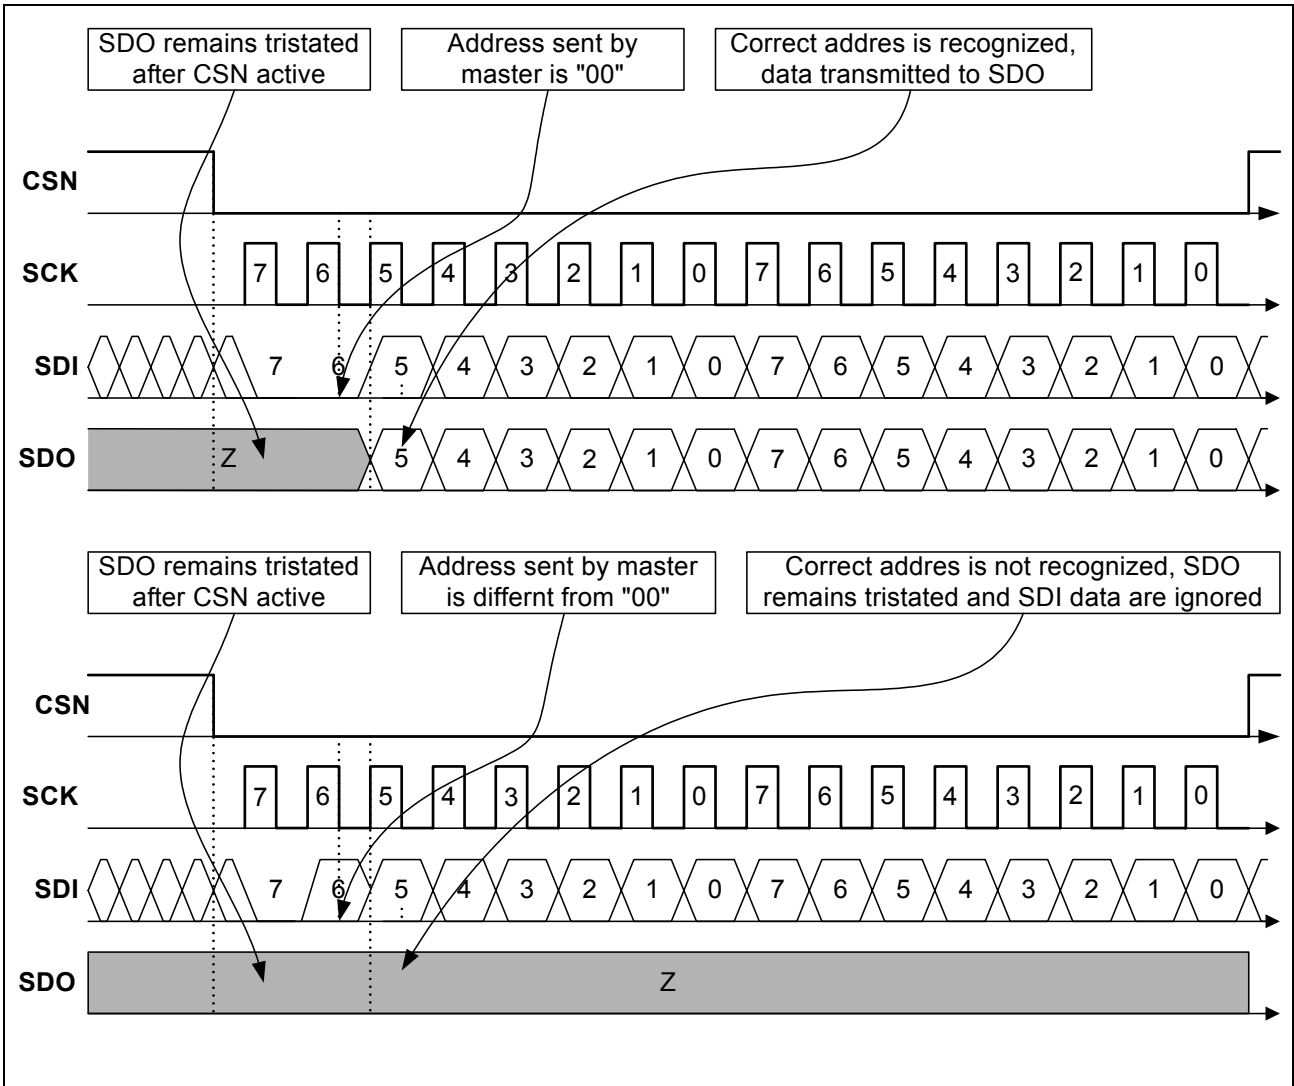 SDO remains tristated
after CSN active
Address sent by
master is "00"
Correct addres is recognized,
data transmitted to SDO
CSN
SCK 7 6 5 4 3 2 1 0 7 6 5 4 3 2 1 0
SDI 7 6 5 4 3 2 1 0 7 6 5 4 3 2 1 0
SDO Z 5 4 3 2 1 0 7 6 5 4 3 2 1 0
SDO remains tristated
after CSN active
Address sent by master
is differnt from "00"
Correct addres is not recognized, SDO
remains tristated and SDI data are ignored
CSN
SCK 7 6 5 4 3 2 1 0 7 6 5 4 3 2 1 0
SDI 7 6 5 4 3 2 1 0 7 6 5 4 3 2 1 0
SDO Z